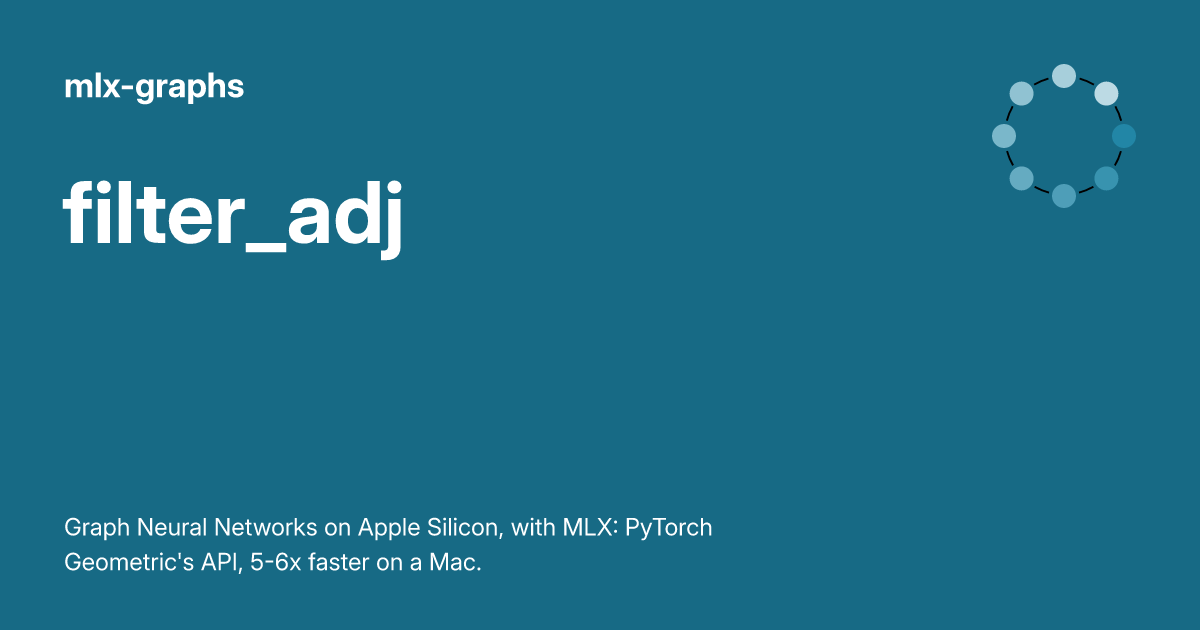 mlx-graphs
filter_adj
Graph Neural Networks on Apple Silicon, with MLX: PyTorch
Geometric's API, 5-6x faster on a Mac.